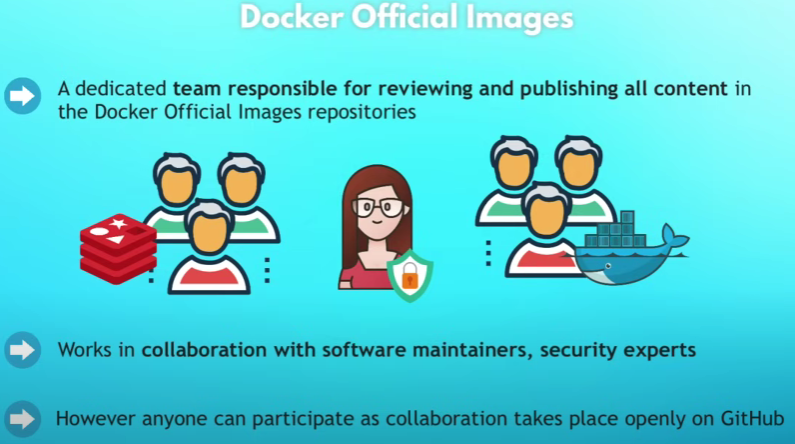 Docker Official Images
A dedicated team responsible for reviewing and publishing all content in
the Docker Official Images repositories
Works in collaboration with software maintainers, security experts
However anyone can participate as collaboration takes place openly on GitHub